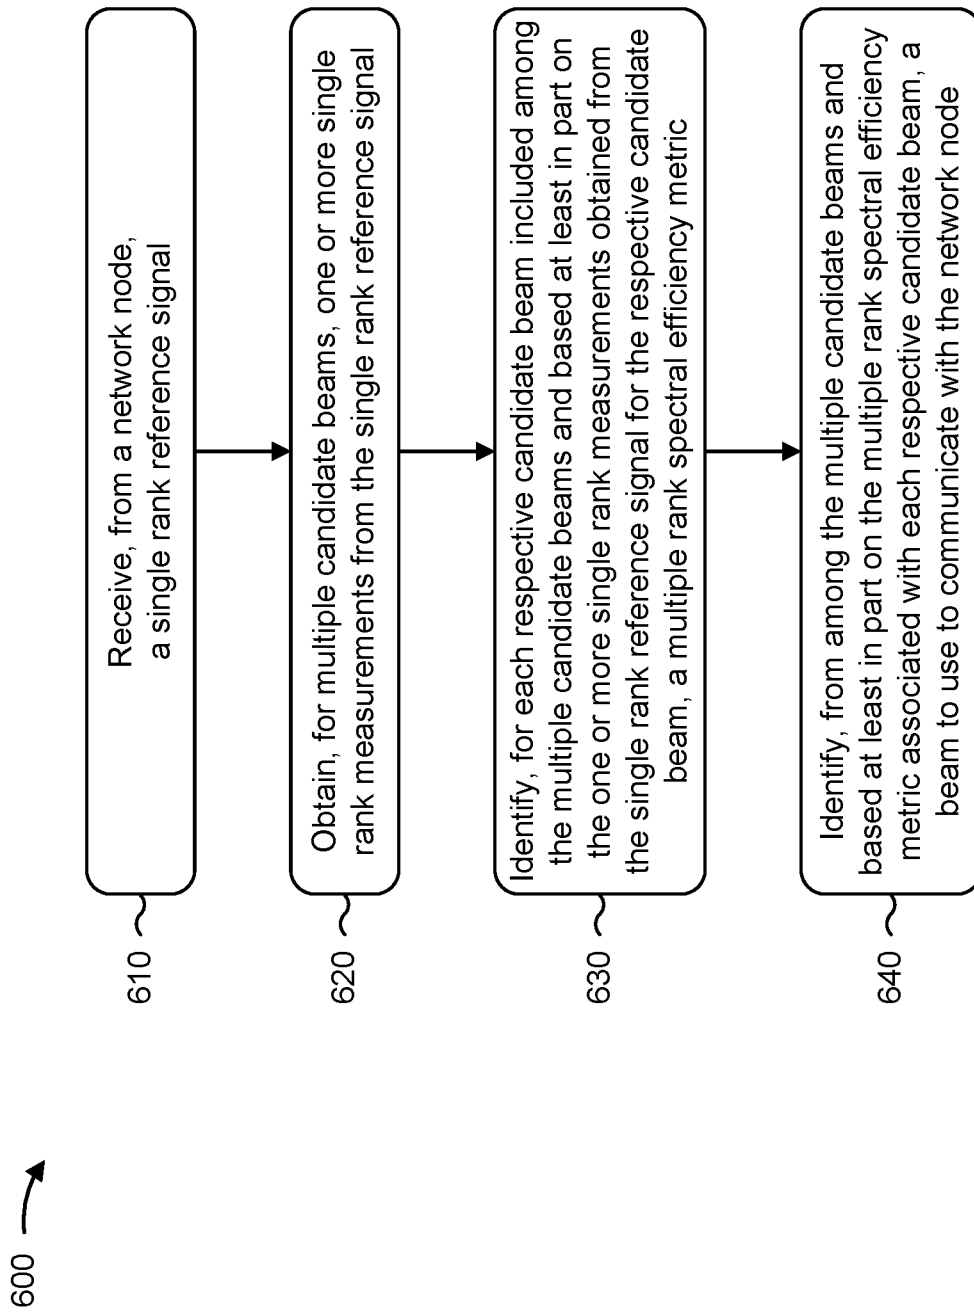 600
610
Receive, from a network node,
a single rank reference signal
620
Obtain, for multiple candidate beams, one or more single
rank measurements from the single rank reference signal
630
Identify, for each respective candidate beam included among
the multiple candidate beams and based at least in part on
the one or more single rank measurements obtained from
the single rank reference signal for the respective candidate
beam, a multiple rank spectral efficiency metric
640
Identify, from among the multiple candidate beams and
based at least in part on the multiple rank spectral efficiency
metric associated with each respective candidate beam, a
beam to use to communicate with the network node